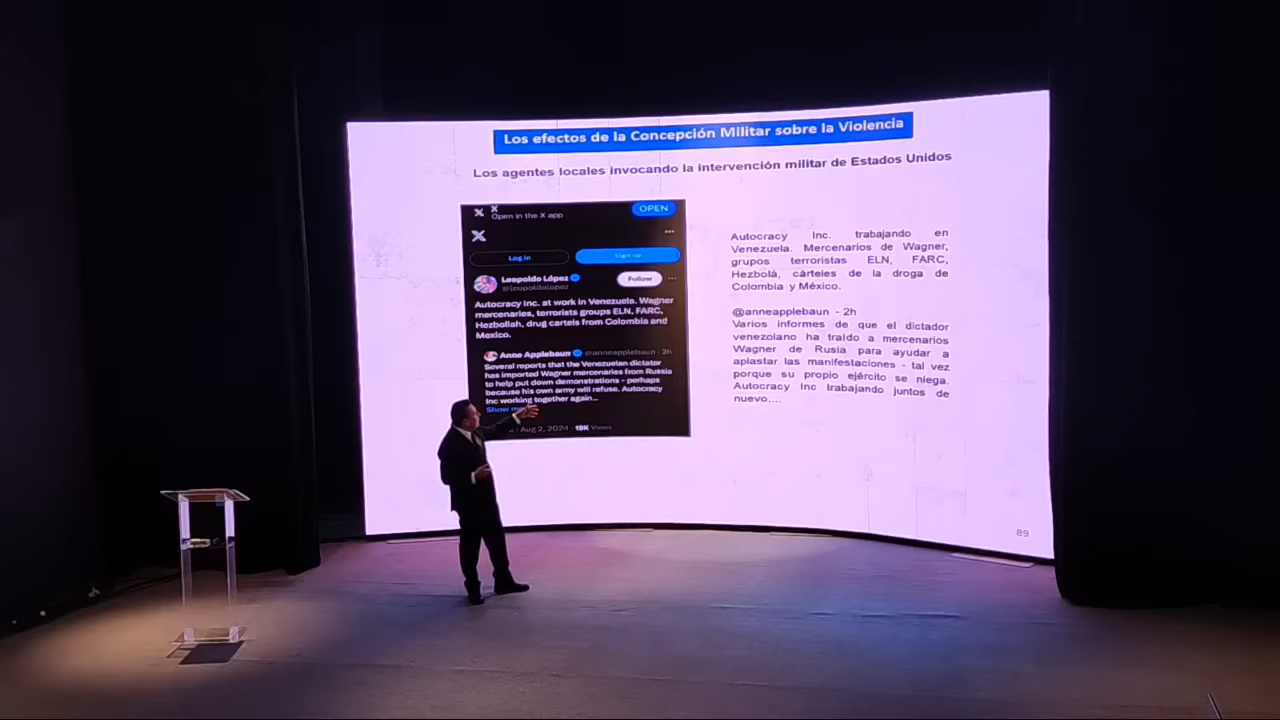 Los efectos de la Concepción Militar sobre la Violencia
Los agentes locales invocando la intervención militar de Estados Unidos
X
Open in the X app
OPEN
Log in
Sign up
Leopoldo López
@leopoldolopez
Follow
Autocracy Inc. at work in Venezuela. Wagner
mercenaries, terrorists groups ELN, FARC,
Hezbollah, drug cartels from Colombia and
Mexico.
Anne Applebaum @anneapplebaum · 2h
Several reports that the Venezuelan dictator
has imported Wagner mercenaries from Russia
to help put down demonstrations - perhaps
because his own army will refuse. Autocracy
Inc working together again...
Show
· Aug 2, 2024 · 19K Views
Autocracy Inc. trabajando en
Venezuela. Mercenarios de Wagner,
grupos terroristas ELN, FARC,
Hezbolá, cárteles de la droga de
Colombia y México.
@anneapplebaun - 2h
Varios informes de que el dictador
venezolano ha traído a mercenarios
Wagner de Rusia para ayudar a
aplastar las manifestaciones - tal vez
porque su propio ejército se niega.
Autocracy Inc trabajando juntos de
nuevo....
89